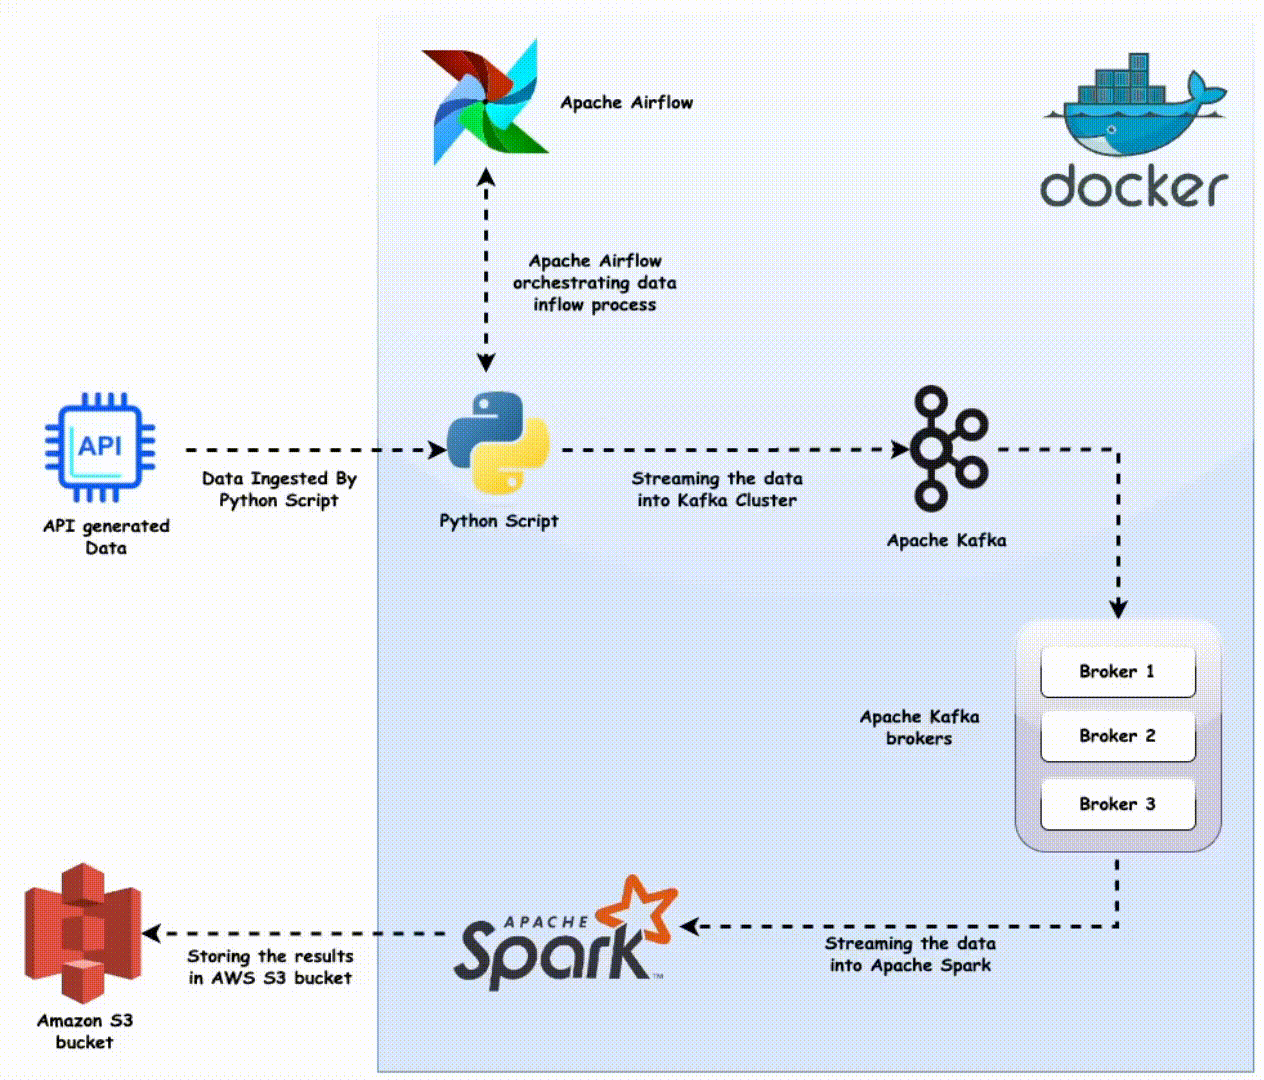 Apache Airflow
docker
Apache Airflow
orchestrating data
inflow process
API
API generated
Data
Data Ingested By
Python Script
Python Script
Streaming the data
into Kafka Cluster
Apache Kafka
Apache Kafka
brokers
Broker 1
Broker 2
Broker 3
Streaming the data
into Apache Spark
APACHE
Spark™
Storing the results
in AWS S3 bucket
Amazon S3
bucket